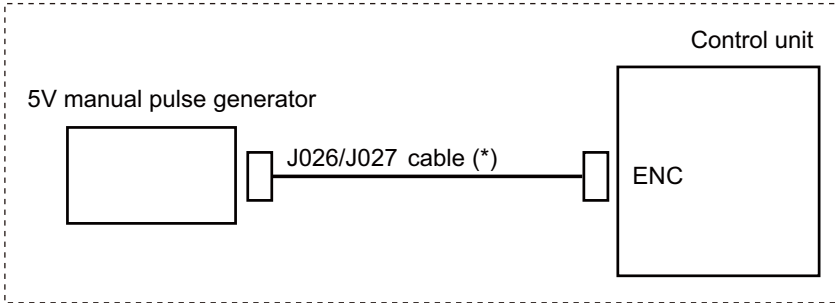 Control unit
5V manual pulse generator
J026/J027 cable (*)
ENC